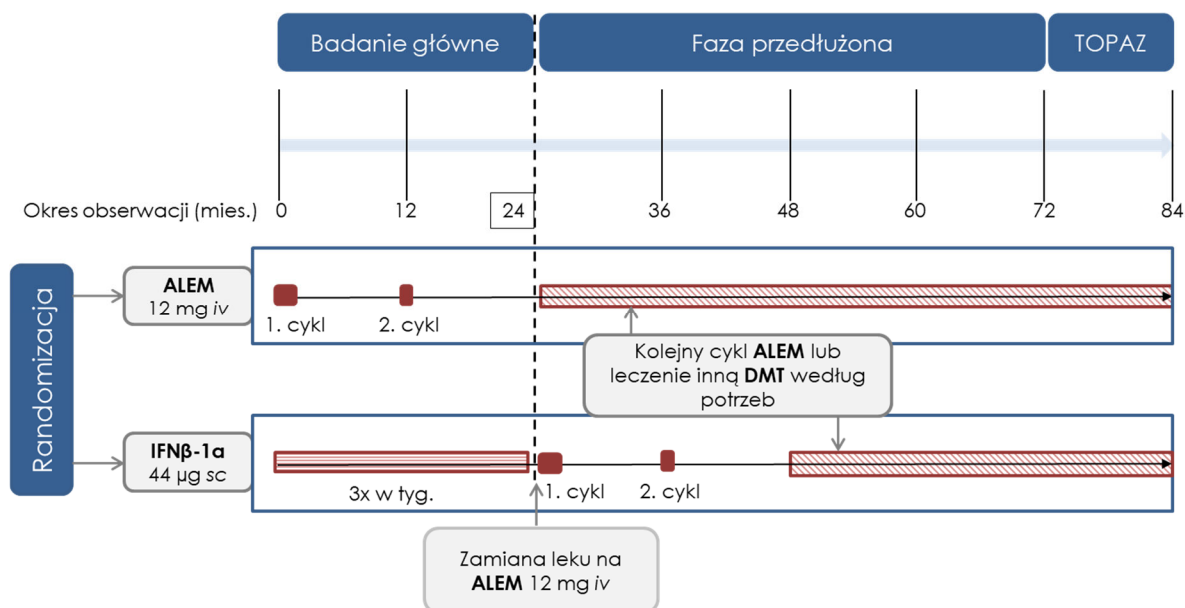 Badanie główne
Faza przedłużona
TOPAZ
Okres obserwacji (mies.) 0 12 24 36 48 60 72 84
Randomizacja
ALEM
12 mg iv
1. cykl
2. cykl
Kolejny cykl ALEM lub
leczenie inną DMT według
potrzeb
IFNβ-1a
44 µg sc
3x w tyg.
1. cykl
2. cykl
Zamiana leku na
ALEM 12 mg iv